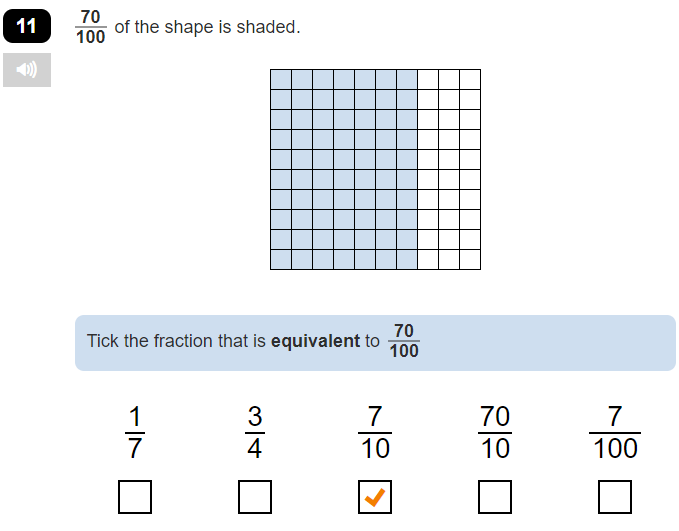 11
70/100 of the shape is shaded.
Tick the fraction that is equivalent to 70/100
1/7 3/4 7/10 70/10 7/100